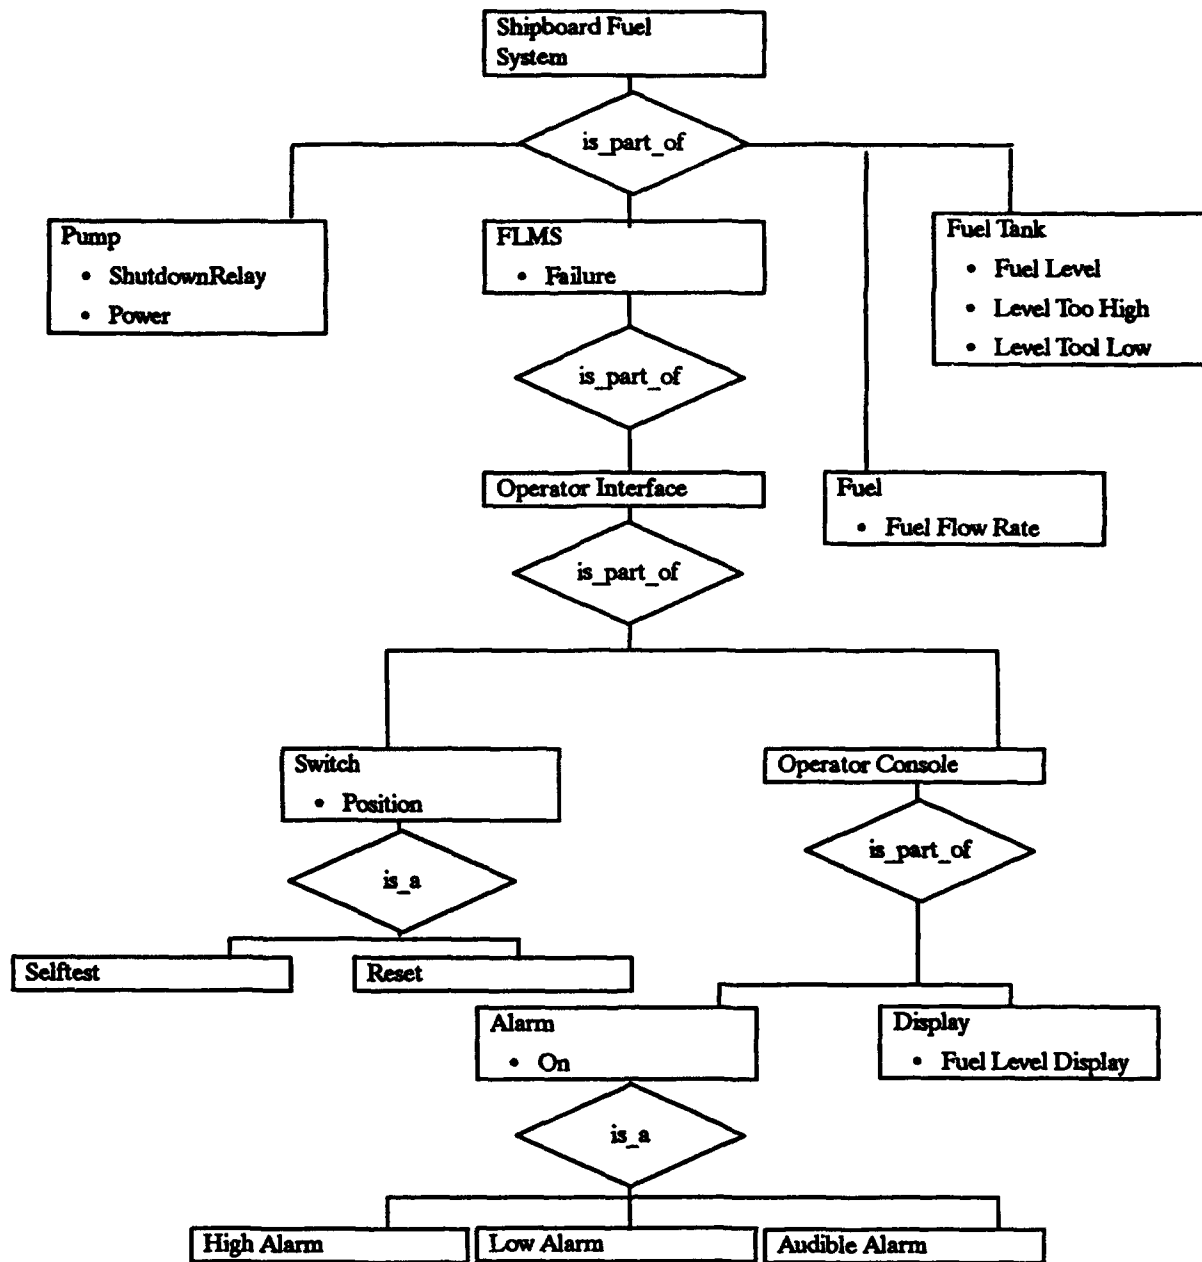 Shipboard Fuel
System
is_part_of
Pump
• ShutdownRelay
• Power
FLMS
• Failure
Fuel Tank
• Fuel Level
• Level Too High
• Level Tool Low
is_part_of
Operator Interface
Fuel
• Fuel Flow Rate
is_part_of
Switch
• Position
Operator Console
is_a
is_part_of
Selftest
Reset
Alarm
• On
Display
• Fuel Level Display
is_a
High Alarm
Low Alarm
Audible Alarm